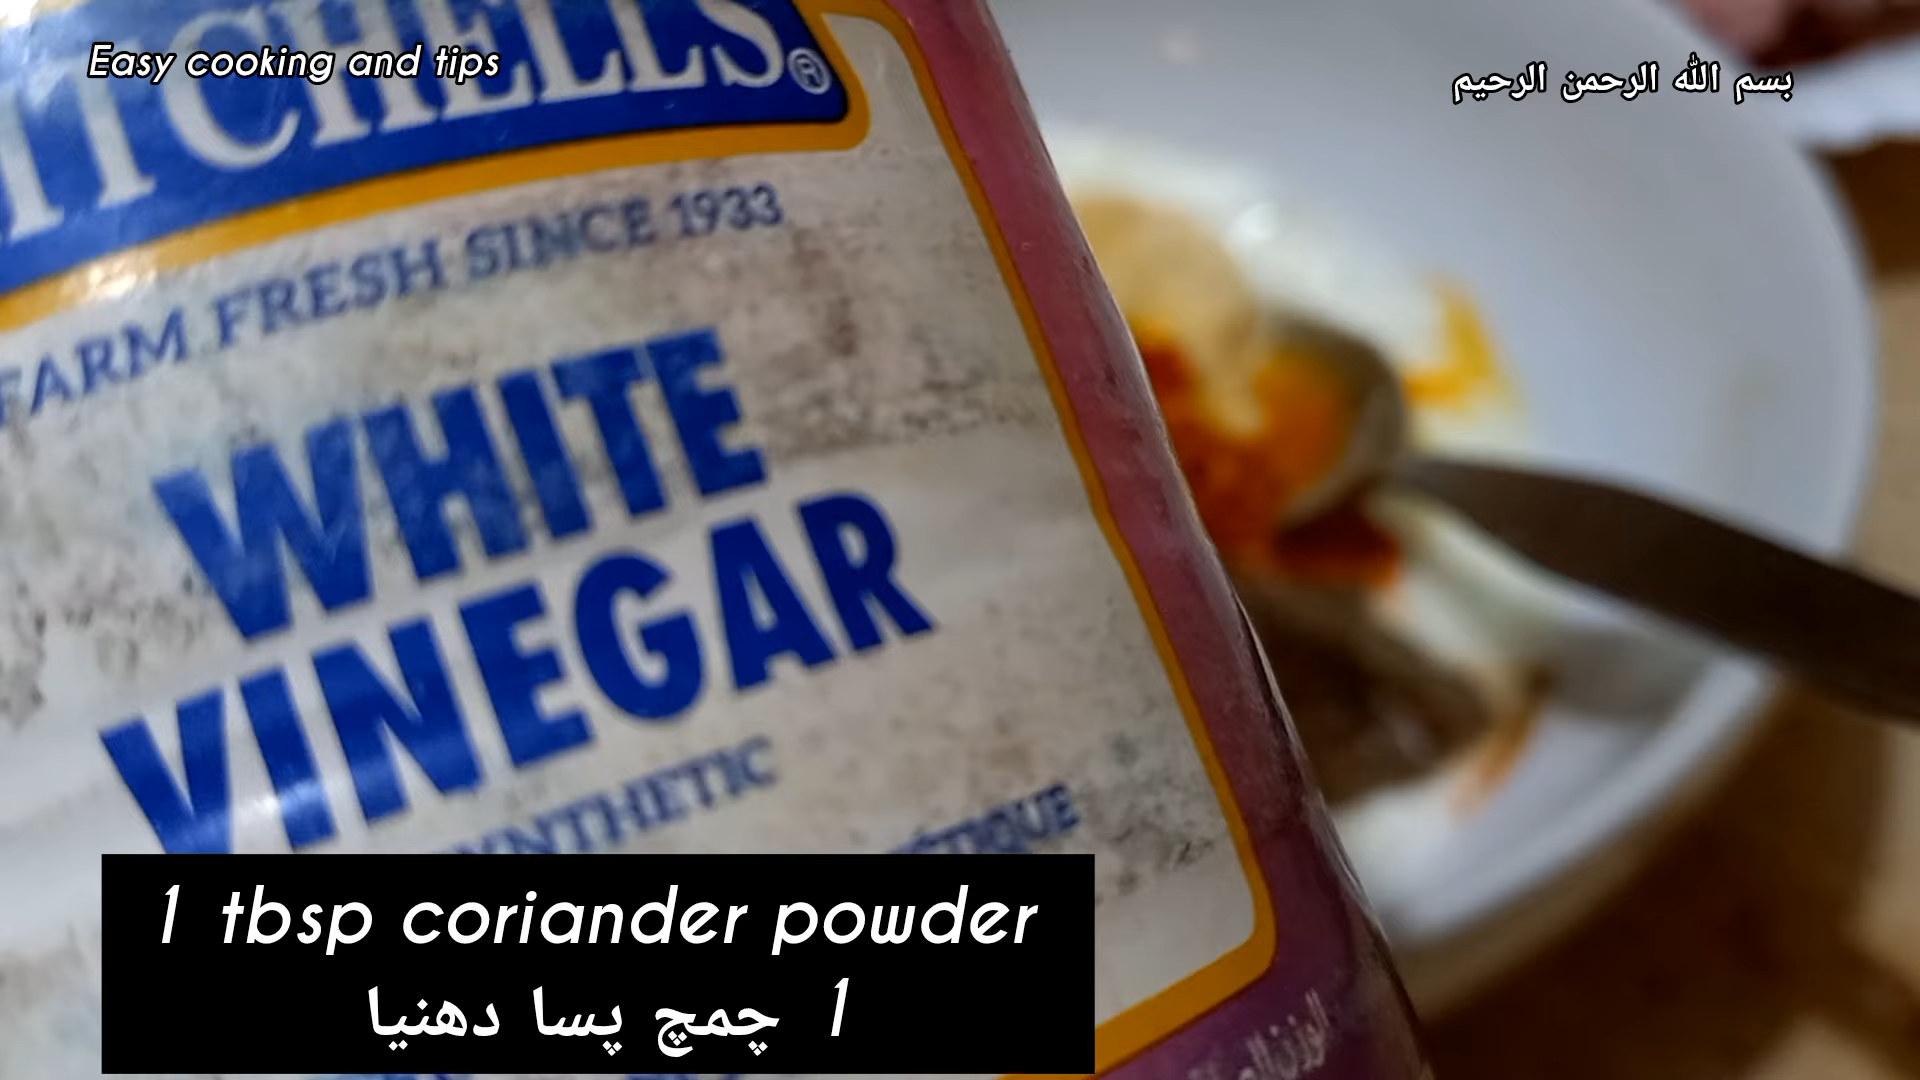 Easy cooking and tips
بسم الله الرحمن الرحيم
ITCHELLS®
FARM FRESH SINCE 1933
WHITE
VINEGAR
1 tbsp coriander powder
1 چمچ پسا دھنیا